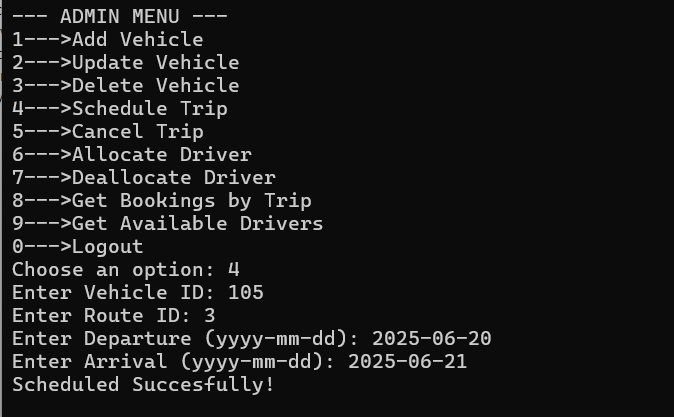 --- ADMIN MENU ---
1--->Add Vehicle
2--->Update Vehicle
3--->Delete Vehicle
4--->Schedule Trip
5--->Cancel Trip
6--->Allocate Driver
7--->Deallocate Driver
8--->Get Bookings by Trip
9--->Get Available Drivers
0--->Logout
Choose an option: 4
Enter Vehicle ID: 105
Enter Route ID: 3
Enter Departure (yyyy-mm-dd): 2025-06-20
Enter Arrival (yyyy-mm-dd): 2025-06-21
Scheduled Succesfully!